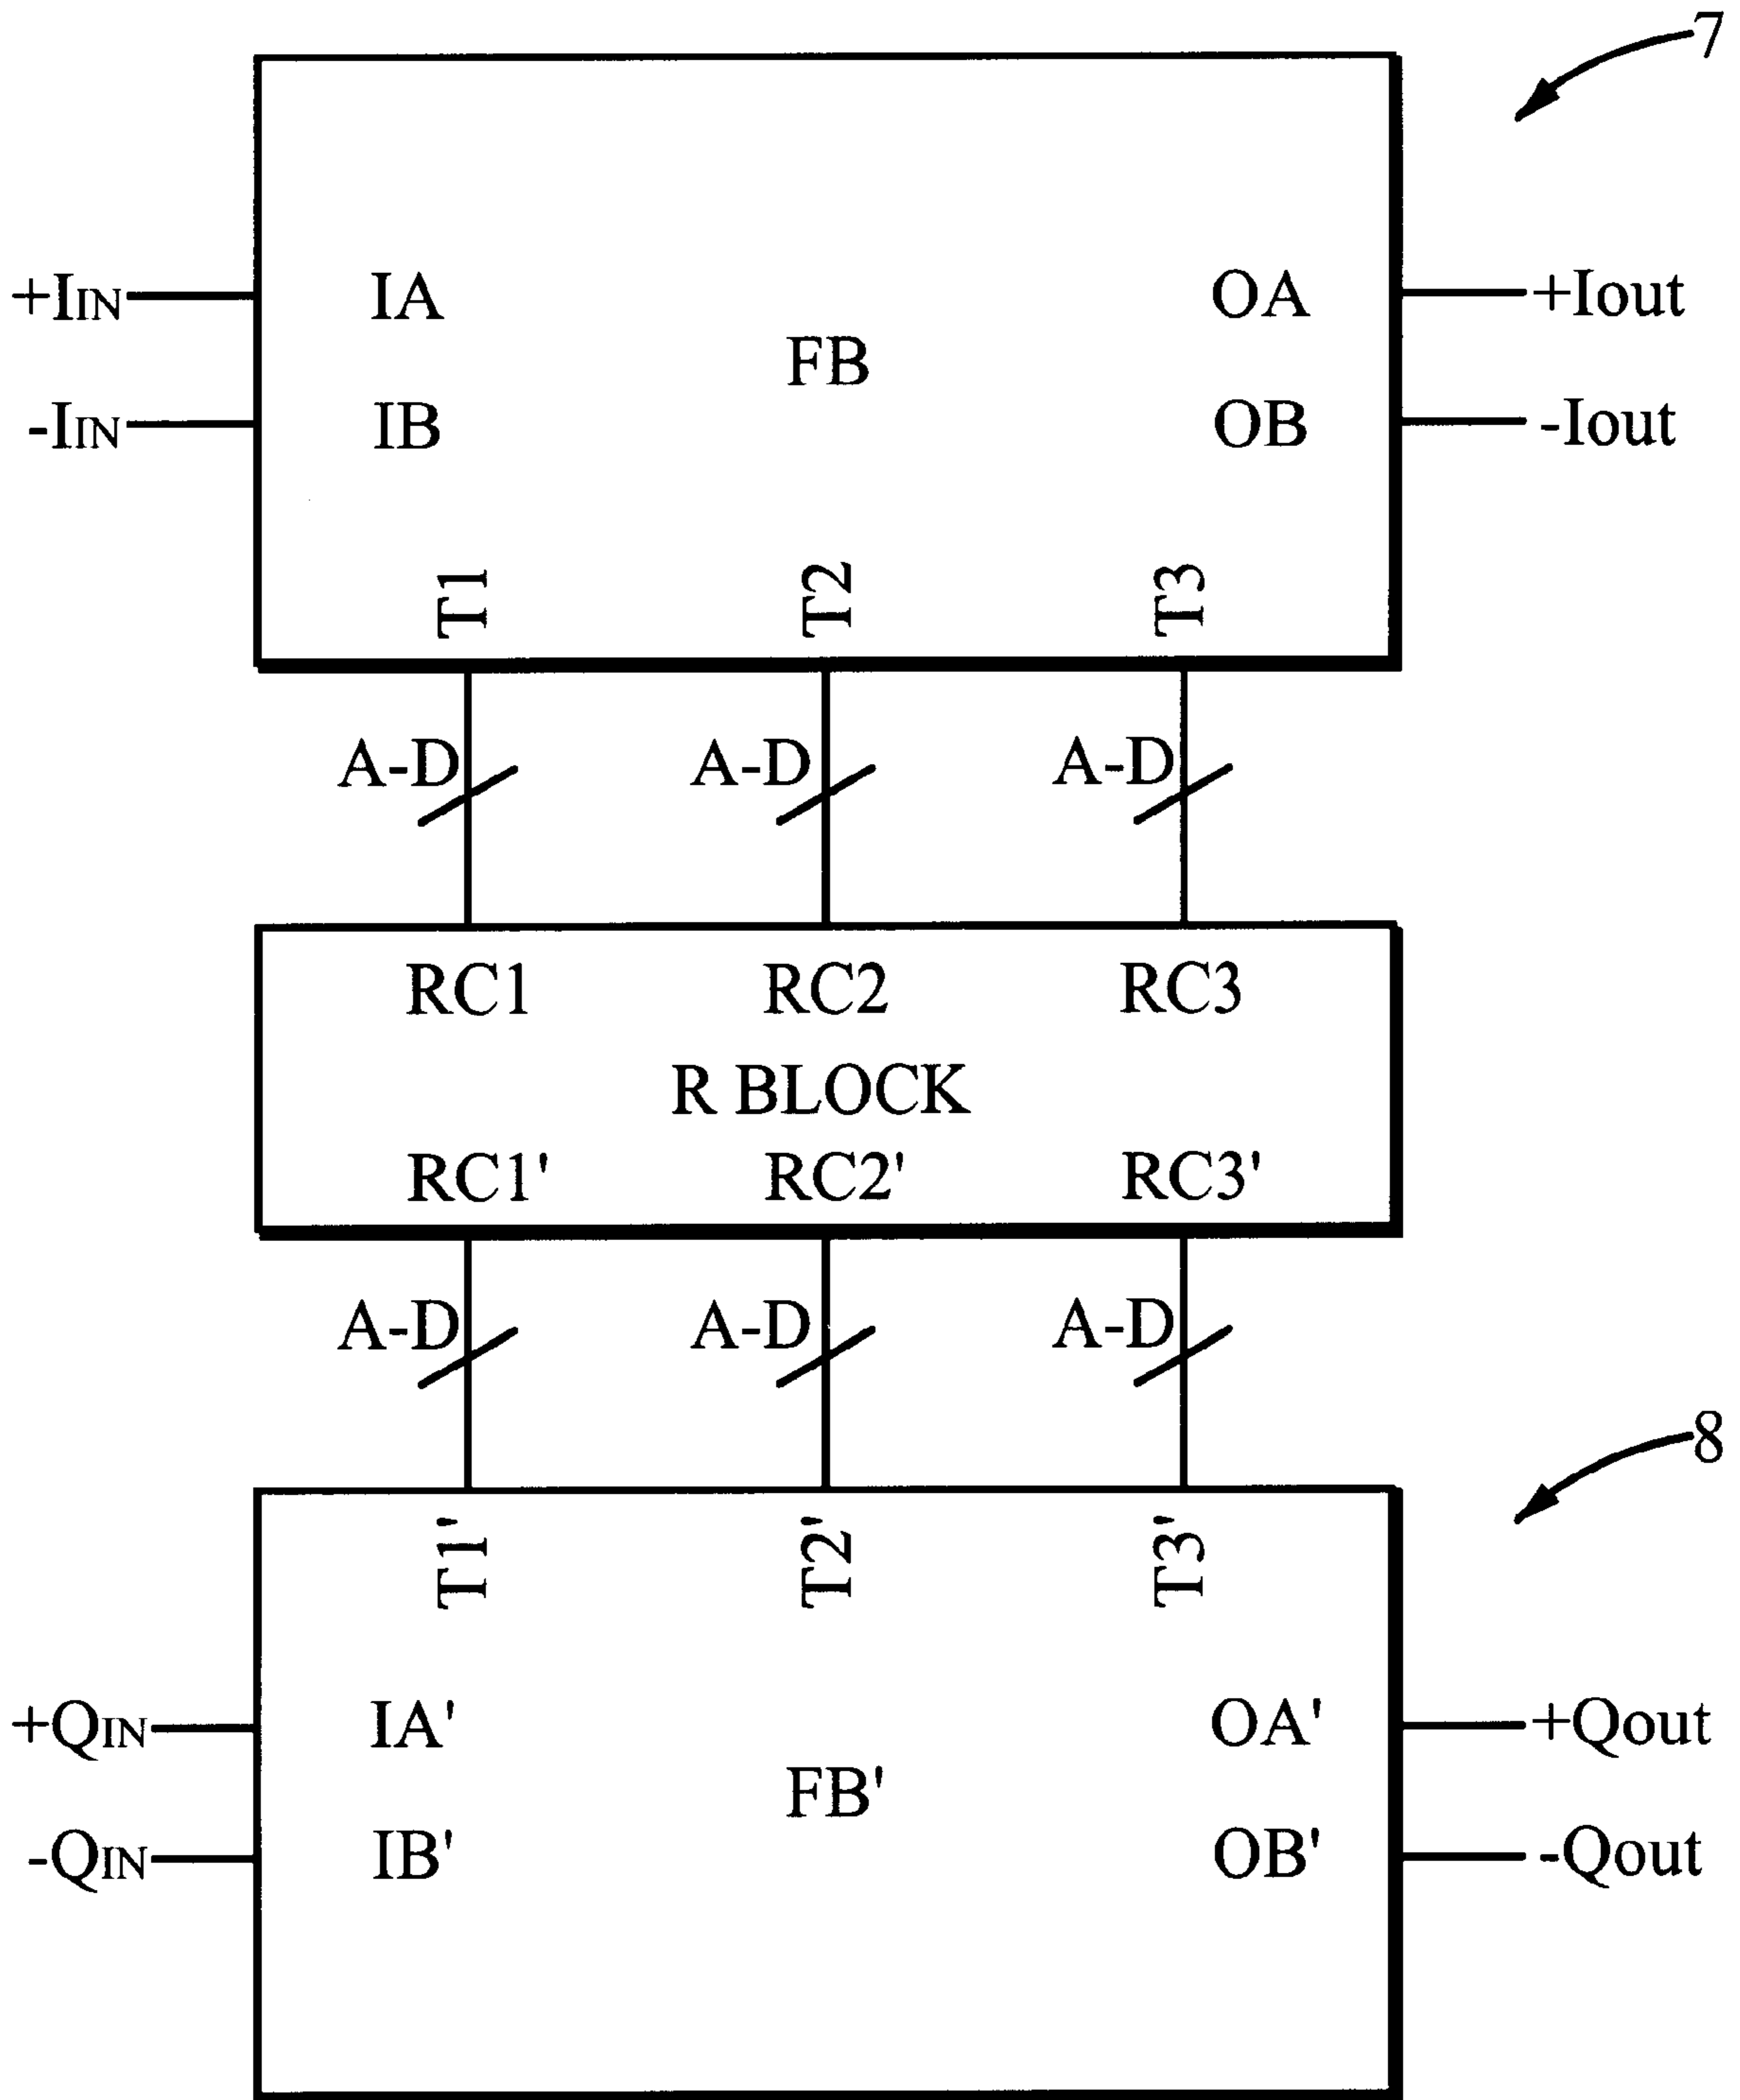 7
+IIN IA OA +Iout
FB
-IIN IB OB -Iout
T1 T2 T3
A-D A-D A-D
RC1 RC2 RC3
R BLOCK
RC1' RC2' RC3'
A-D A-D A-D
8
T1' T2' T3'
+QIN IA' OA' +Qout
FB'
-QIN IB' OB' -Qout